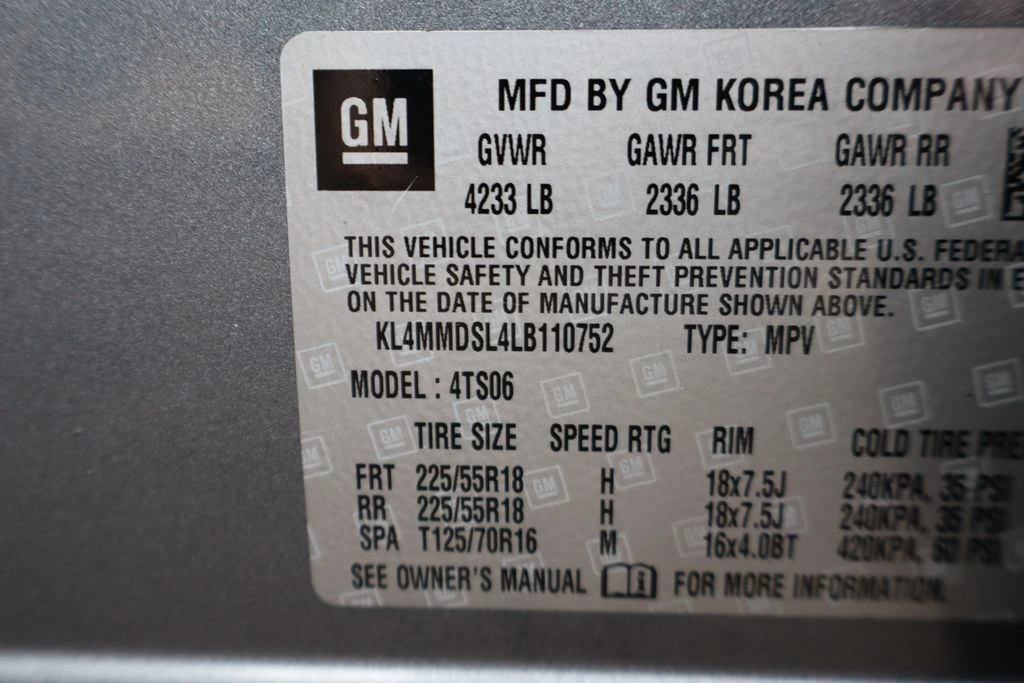 GM
MFD BY GM KOREA COMPANY
GVWR GAWR FRT GAWR RR
4233 LB 2336 LB 2336 LB
THIS VEHICLE CONFORMS TO ALL APPLICABLE U.S. FEDERA
VEHICLE SAFETY AND THEFT PREVENTION STANDARDS IN E
ON THE DATE OF MANUFACTURE SHOWN ABOVE.
KL4MMDSL4LB110752 TYPE: MPV
MODEL : 4TS06
TIRE SIZE SPEED RTG RIM COLD TIRE PRE
FRT 225/55R18 H 18x7.5J 240KPA, 35 PSI
RR 225/55R18 H 18x7.5J 240KPA, 35 PSI
SPA T125/70R16 M 16x4.0BT 420KPA, 60 PSI
SEE OWNER'S MANUAL i FOR MORE INFORMATION.